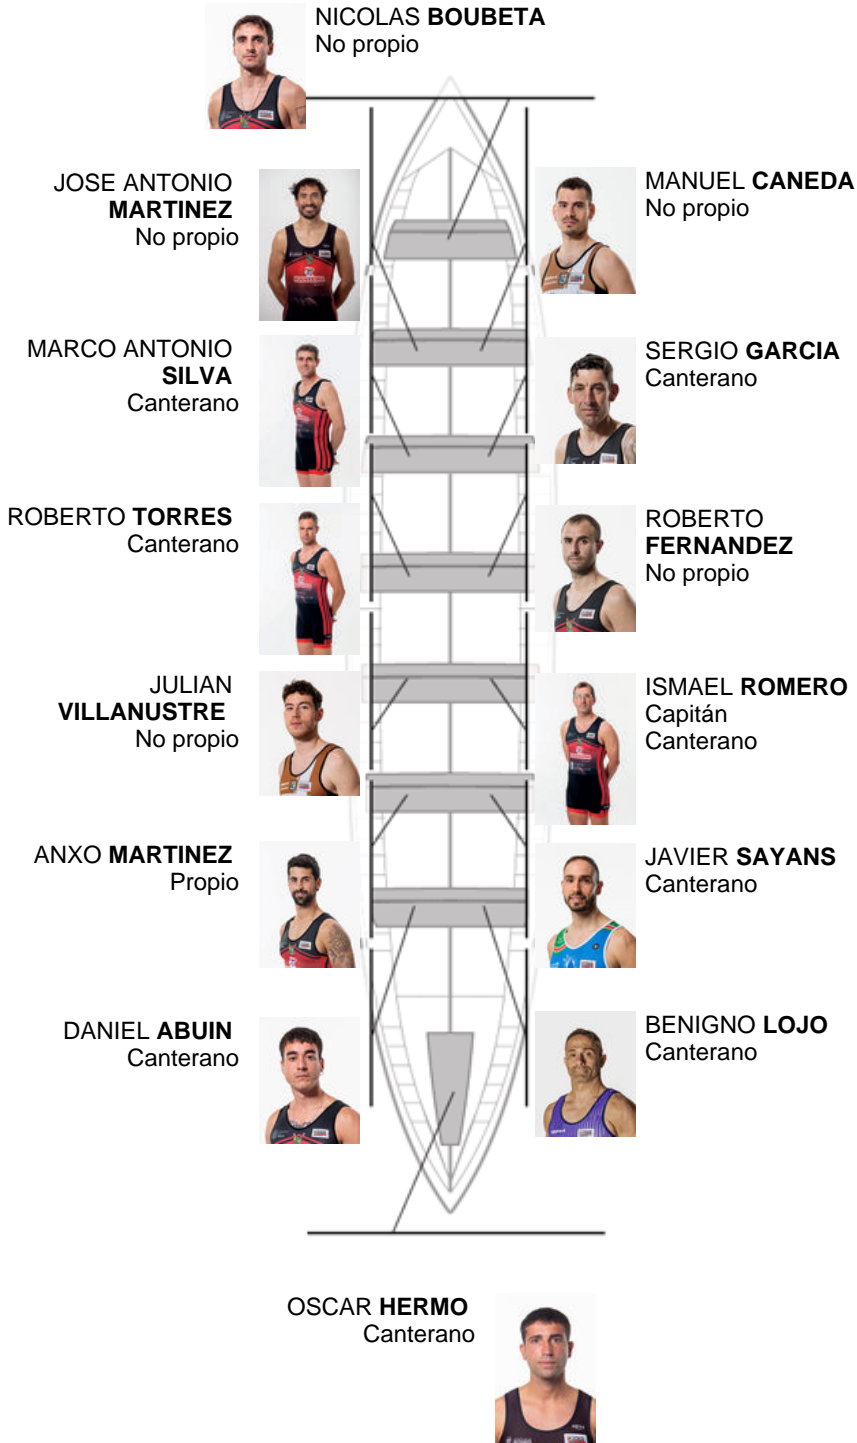 NICOLAS BOUBETA
No propio
JOSE ANTONIO
MARTINEZ
No propio
MANUEL CANEDA
No propio
MARCO ANTONIO
SILVA
Canterano
SERGIO GARCIA
Canterano
ROBERTO TORRES
Canterano
ROBERTO
FERNANDEZ
No propio
JULIAN
VILLANUSTRE
No propio
ISMAEL ROMERO
Capitán
Canterano
ANXO MARTINEZ
Propio
JAVIER SAYANS
Canterano
DANIEL ABUIN
Canterano
BENIGNO LOJO
Canterano
OSCAR HERMO
Canterano